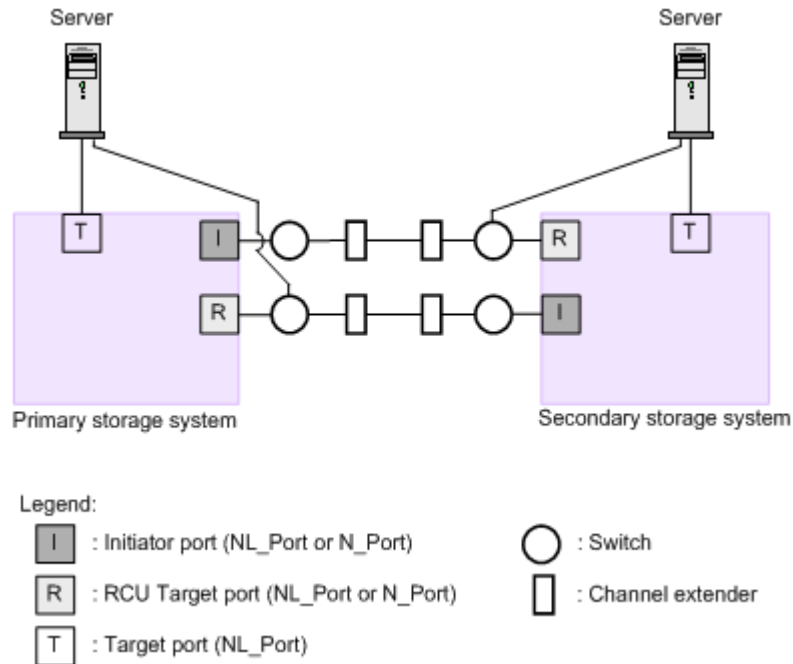 Server
Server
T
I
R
T
R
I
Primary storage system
Secondary storage system
Legend:
I : Initiator port (NL_Port or N_Port)
: Switch
R : RCU Target port (NL_Port or N_Port)
: Channel extender
T : Target port (NL_Port)